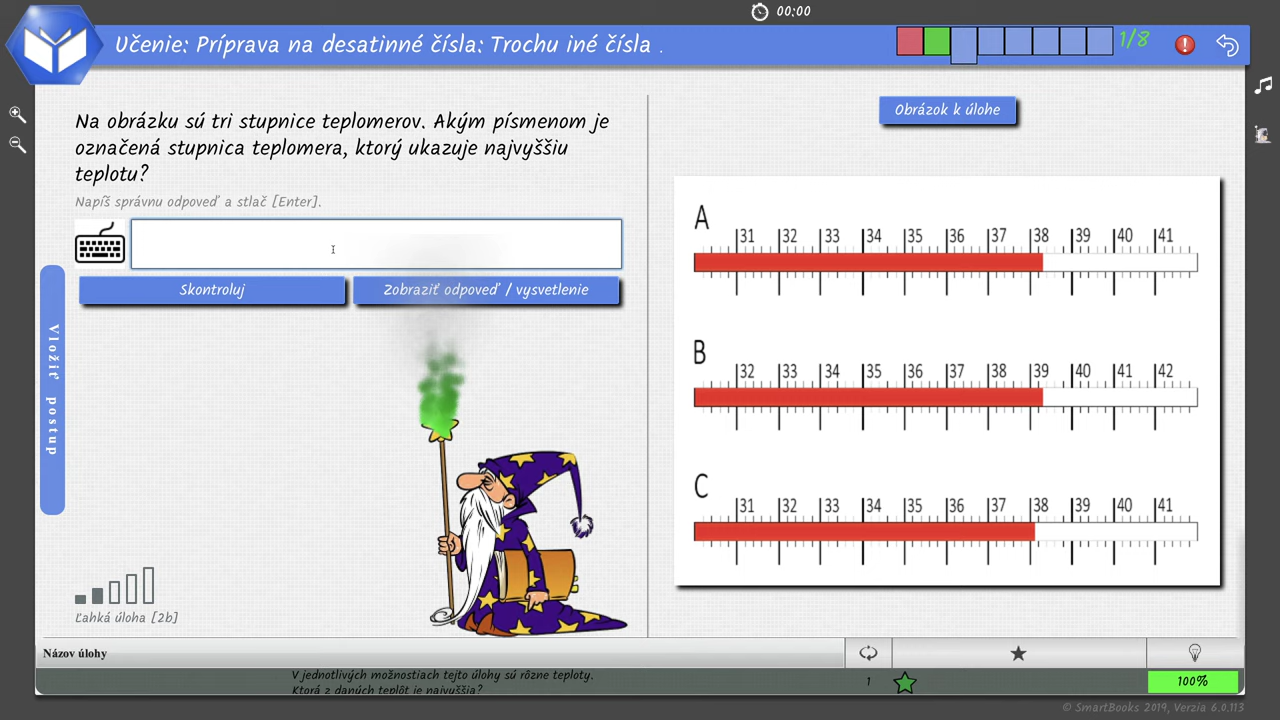 00:00
Učenie: Príprava na desatinné čísla: Trochu iné čísla .
1/8
Na obrázku sú tri stupnice teplomerov. Akým písmenom je
označená stupnica teplomera, ktorý ukazuje najvyššiu
teplotu?
Napíš správnu odpoveď a stlač [Enter].
Skontroluj
Zobraziť odpoveď / vysvetlenie
Vložiť postup
Ľahká úloha [2b]
Obrázok k úlohe
A
31 32 33 34 35 36 37 38 39 40 41
B
32 33 34 35 36 37 38 39 40 41 42
C
31 32 33 34 35 36 37 38 39 40 41
Názov úlohy
V jednotlivých možnostiach tejto úlohy sú rôzne teploty.
Ktorá z daných teplôt je najvyššia?
1
100%
© SmartBooks 2019, Verzia 6.0.113